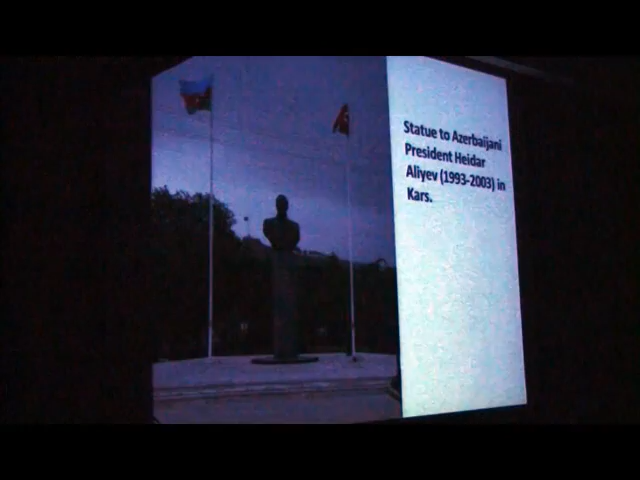 Statue to Azerbaijani
President Heidar
Aliyev (1993-2003) in
Kars.